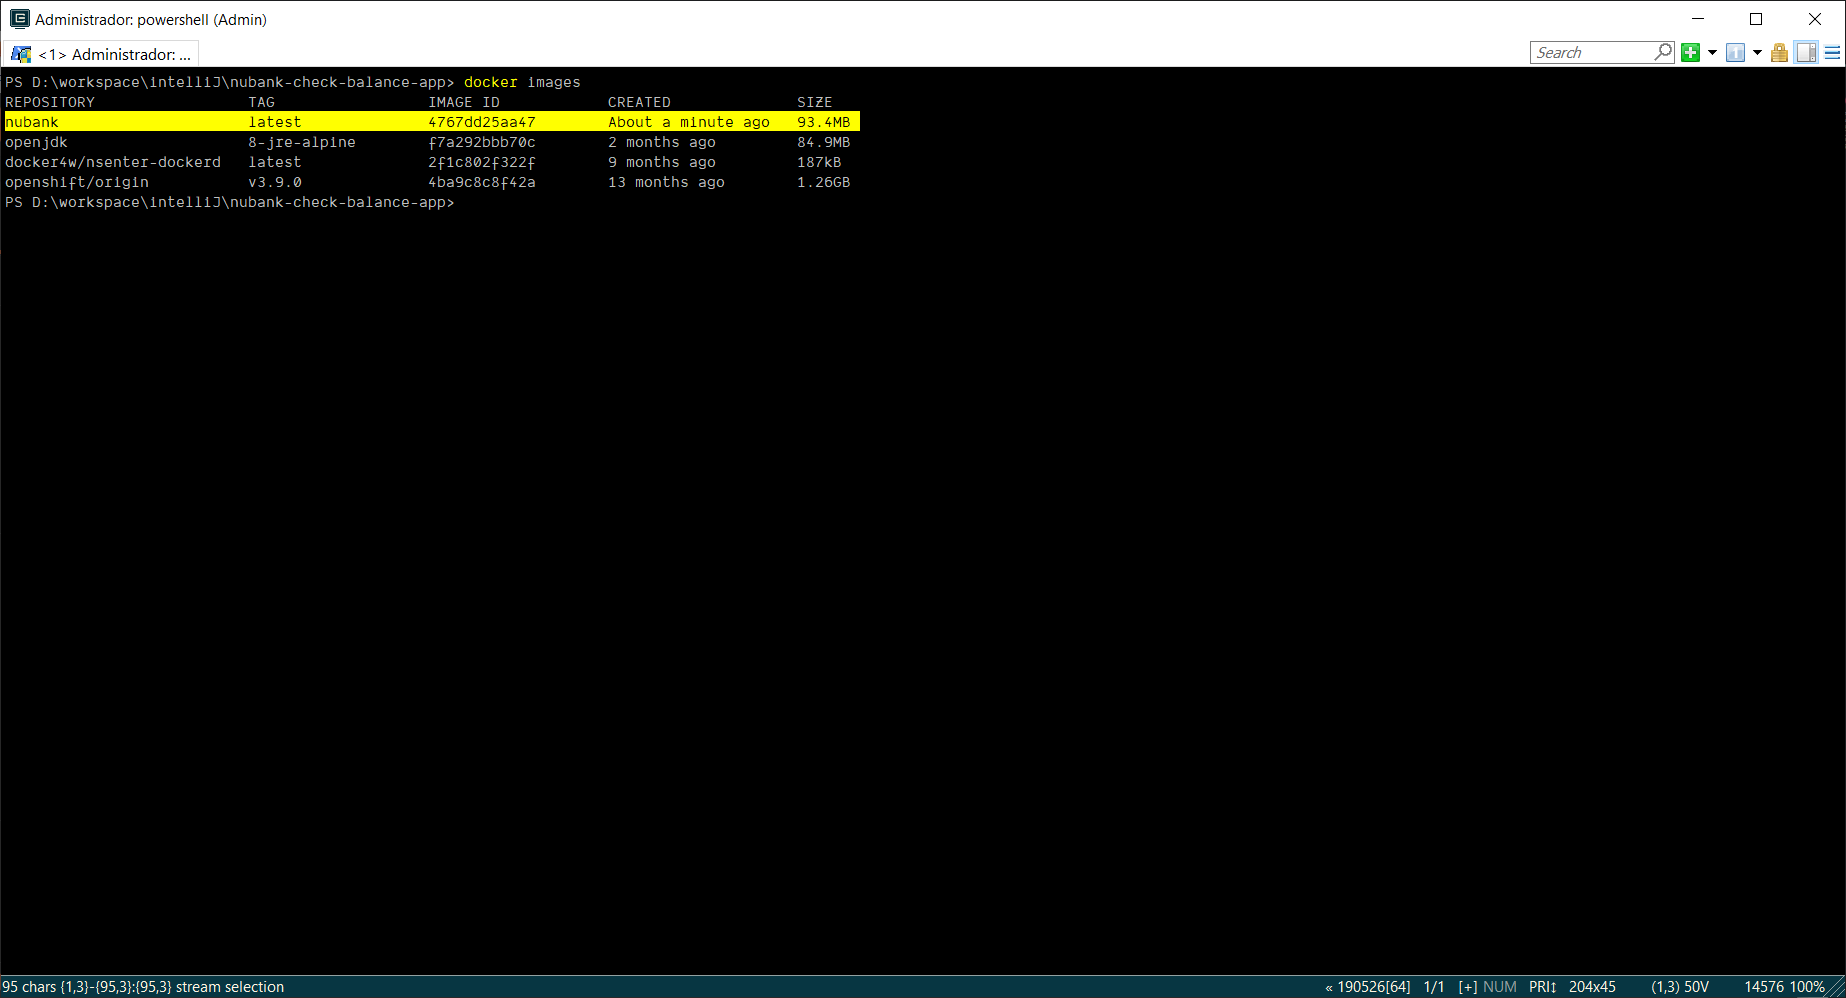 Administrador: powershell (Admin)
<1> Administrador: ...
Search
PS D:\workspace\intelliJ\nubank-check-balance-app> docker images
REPOSITORY TAG IMAGE ID CREATED SIZE
nubank latest 4767dd25aa47 About a minute ago 93.4MB
openjdk 8-jre-alpine f7a292bbb70c 2 months ago 84.9MB
docker4w/nsenter-dockerd latest 2f1c802f322f 9 months ago 187kB
openshift/origin v3.9.0 4ba9c8c8f42a 13 months ago 1.26GB
PS D:\workspace\intelliJ\nubank-check-balance-app>
95 chars {1,3}-{95,3}:{95,3} stream selection
« 190526[64] 1/1 [+] NUM PRI↕ 204x45 (1,3) 50V 14576 100%